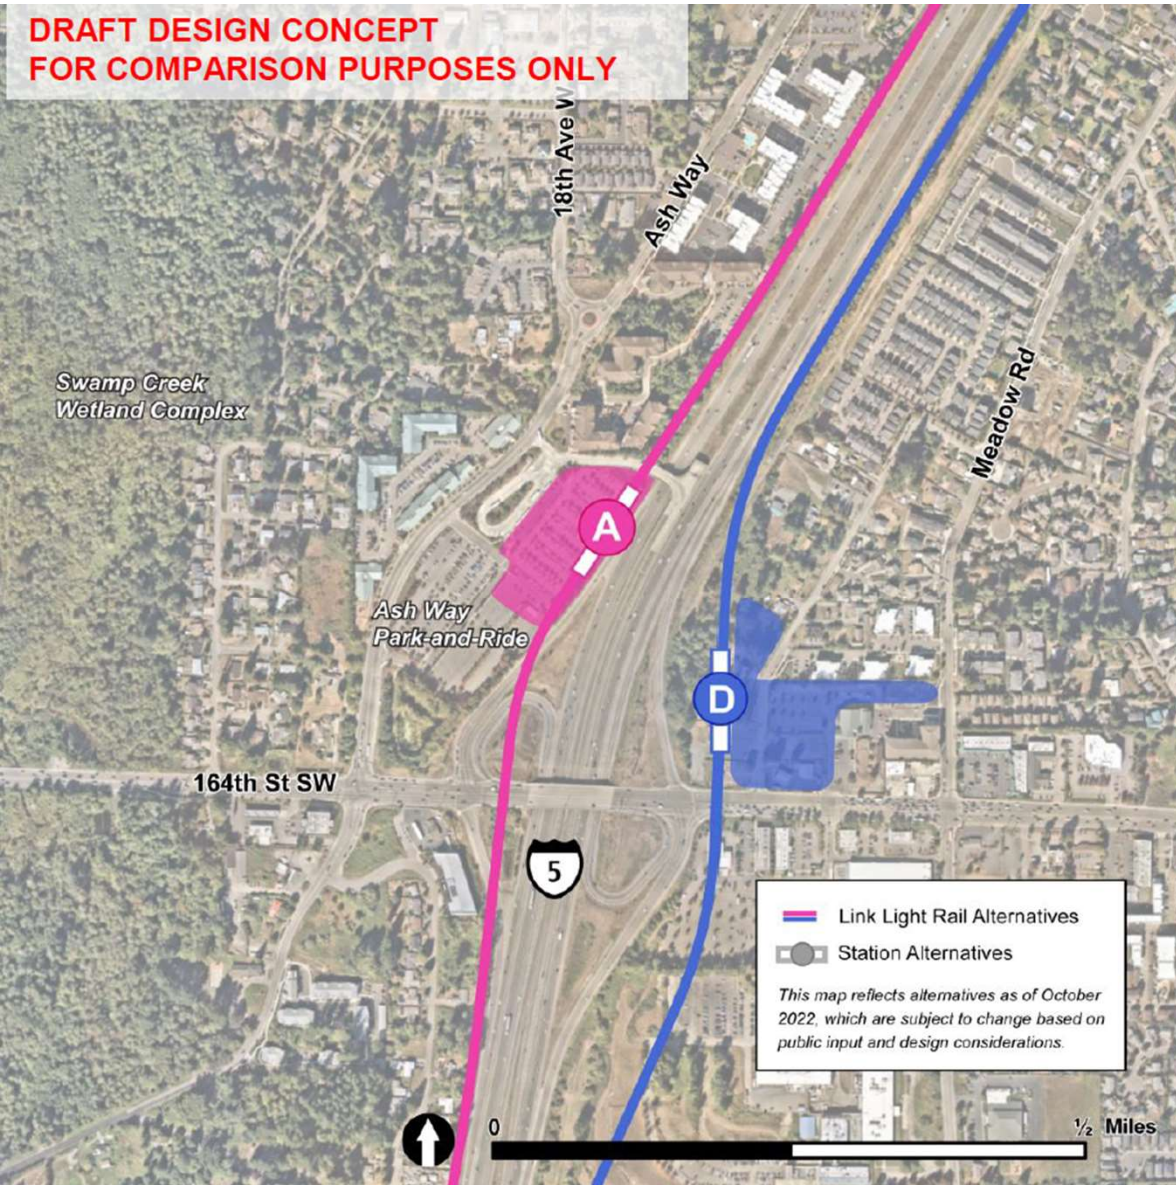 DRAFT DESIGN CONCEPT
FOR COMPARISON PURPOSES ONLY
18th Ave W
Ash Way
Swamp Creek
Wetland Complex
Meadow Rd
A
Ash Way
Park-and-Ride
D
164th St SW
5
Link Light Rail Alternatives
Station Alternatives
This map reflects alternatives as of October
2022, which are subject to change based on
public input and design considerations.
0
½ Miles